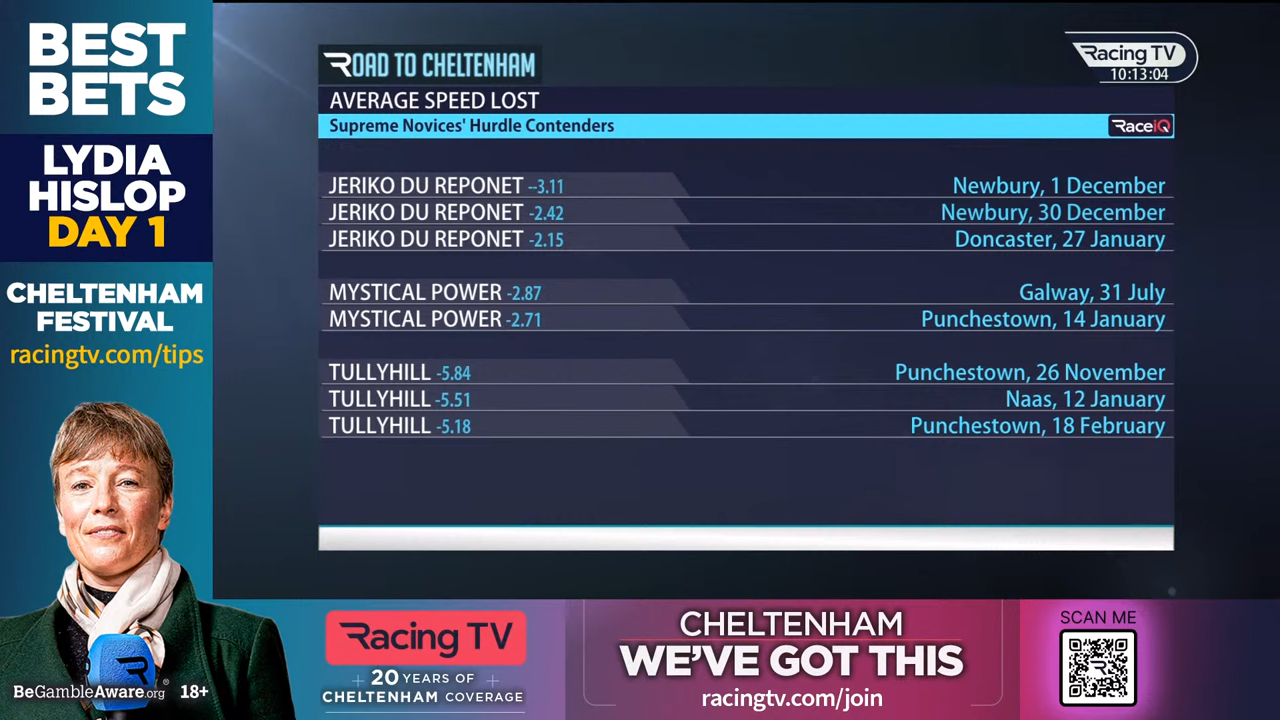 BEST
BETS
LYDIA
HISLOP
DAY 1
CHELTENHAM
FESTIVAL
racingtv.com/tips
BeGambleAware.org® 18+
ROAD TO CHELTENHAM
Racing TV
10:13:04
AVERAGE SPEED LOST
Supreme Novices' Hurdle Contenders
RaceiQ
JERIKO DU REPONET --3.11 Newbury, 1 December
JERIKO DU REPONET -2.42 Newbury, 30 December
JERIKO DU REPONET -2.15 Doncaster, 27 January
MYSTICAL POWER -2.87 Galway, 31 July
MYSTICAL POWER -2.71 Punchestown, 14 January
TULLYHILL -5.84 Punchestown, 26 November
TULLYHILL -5.51 Naas, 12 January
TULLYHILL -5.18 Punchestown, 18 February
Racing TV
20 YEARS OF
CHELTENHAM COVERAGE
CHELTENHAM
WE'VE GOT THIS
racingtv.com/join
SCAN ME